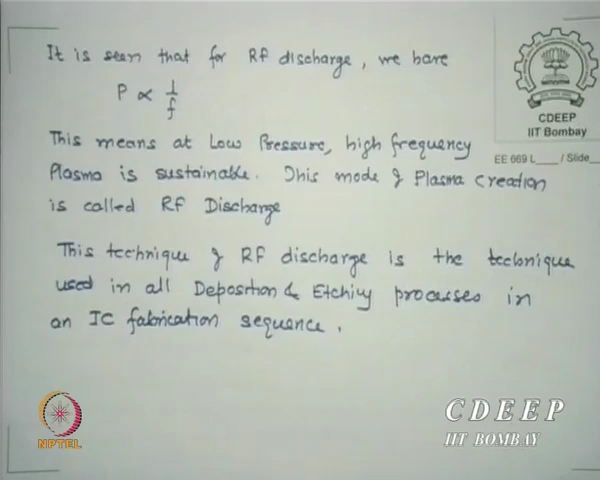 It is seen that for RF discharge, we have
P ∝ 1/f
This means at Low Pressure, high frequency
Plasma is sustainable. This mode of Plasma Creation
is called RF Discharge
This technique of RF discharge is the technique
used in all Deposition & Etching processes in
an IC fabrication sequence.
CDEEP
IIT Bombay
EE 669 L____ / Slide_
NPTEL
CDEEP
IIT BOMBAY